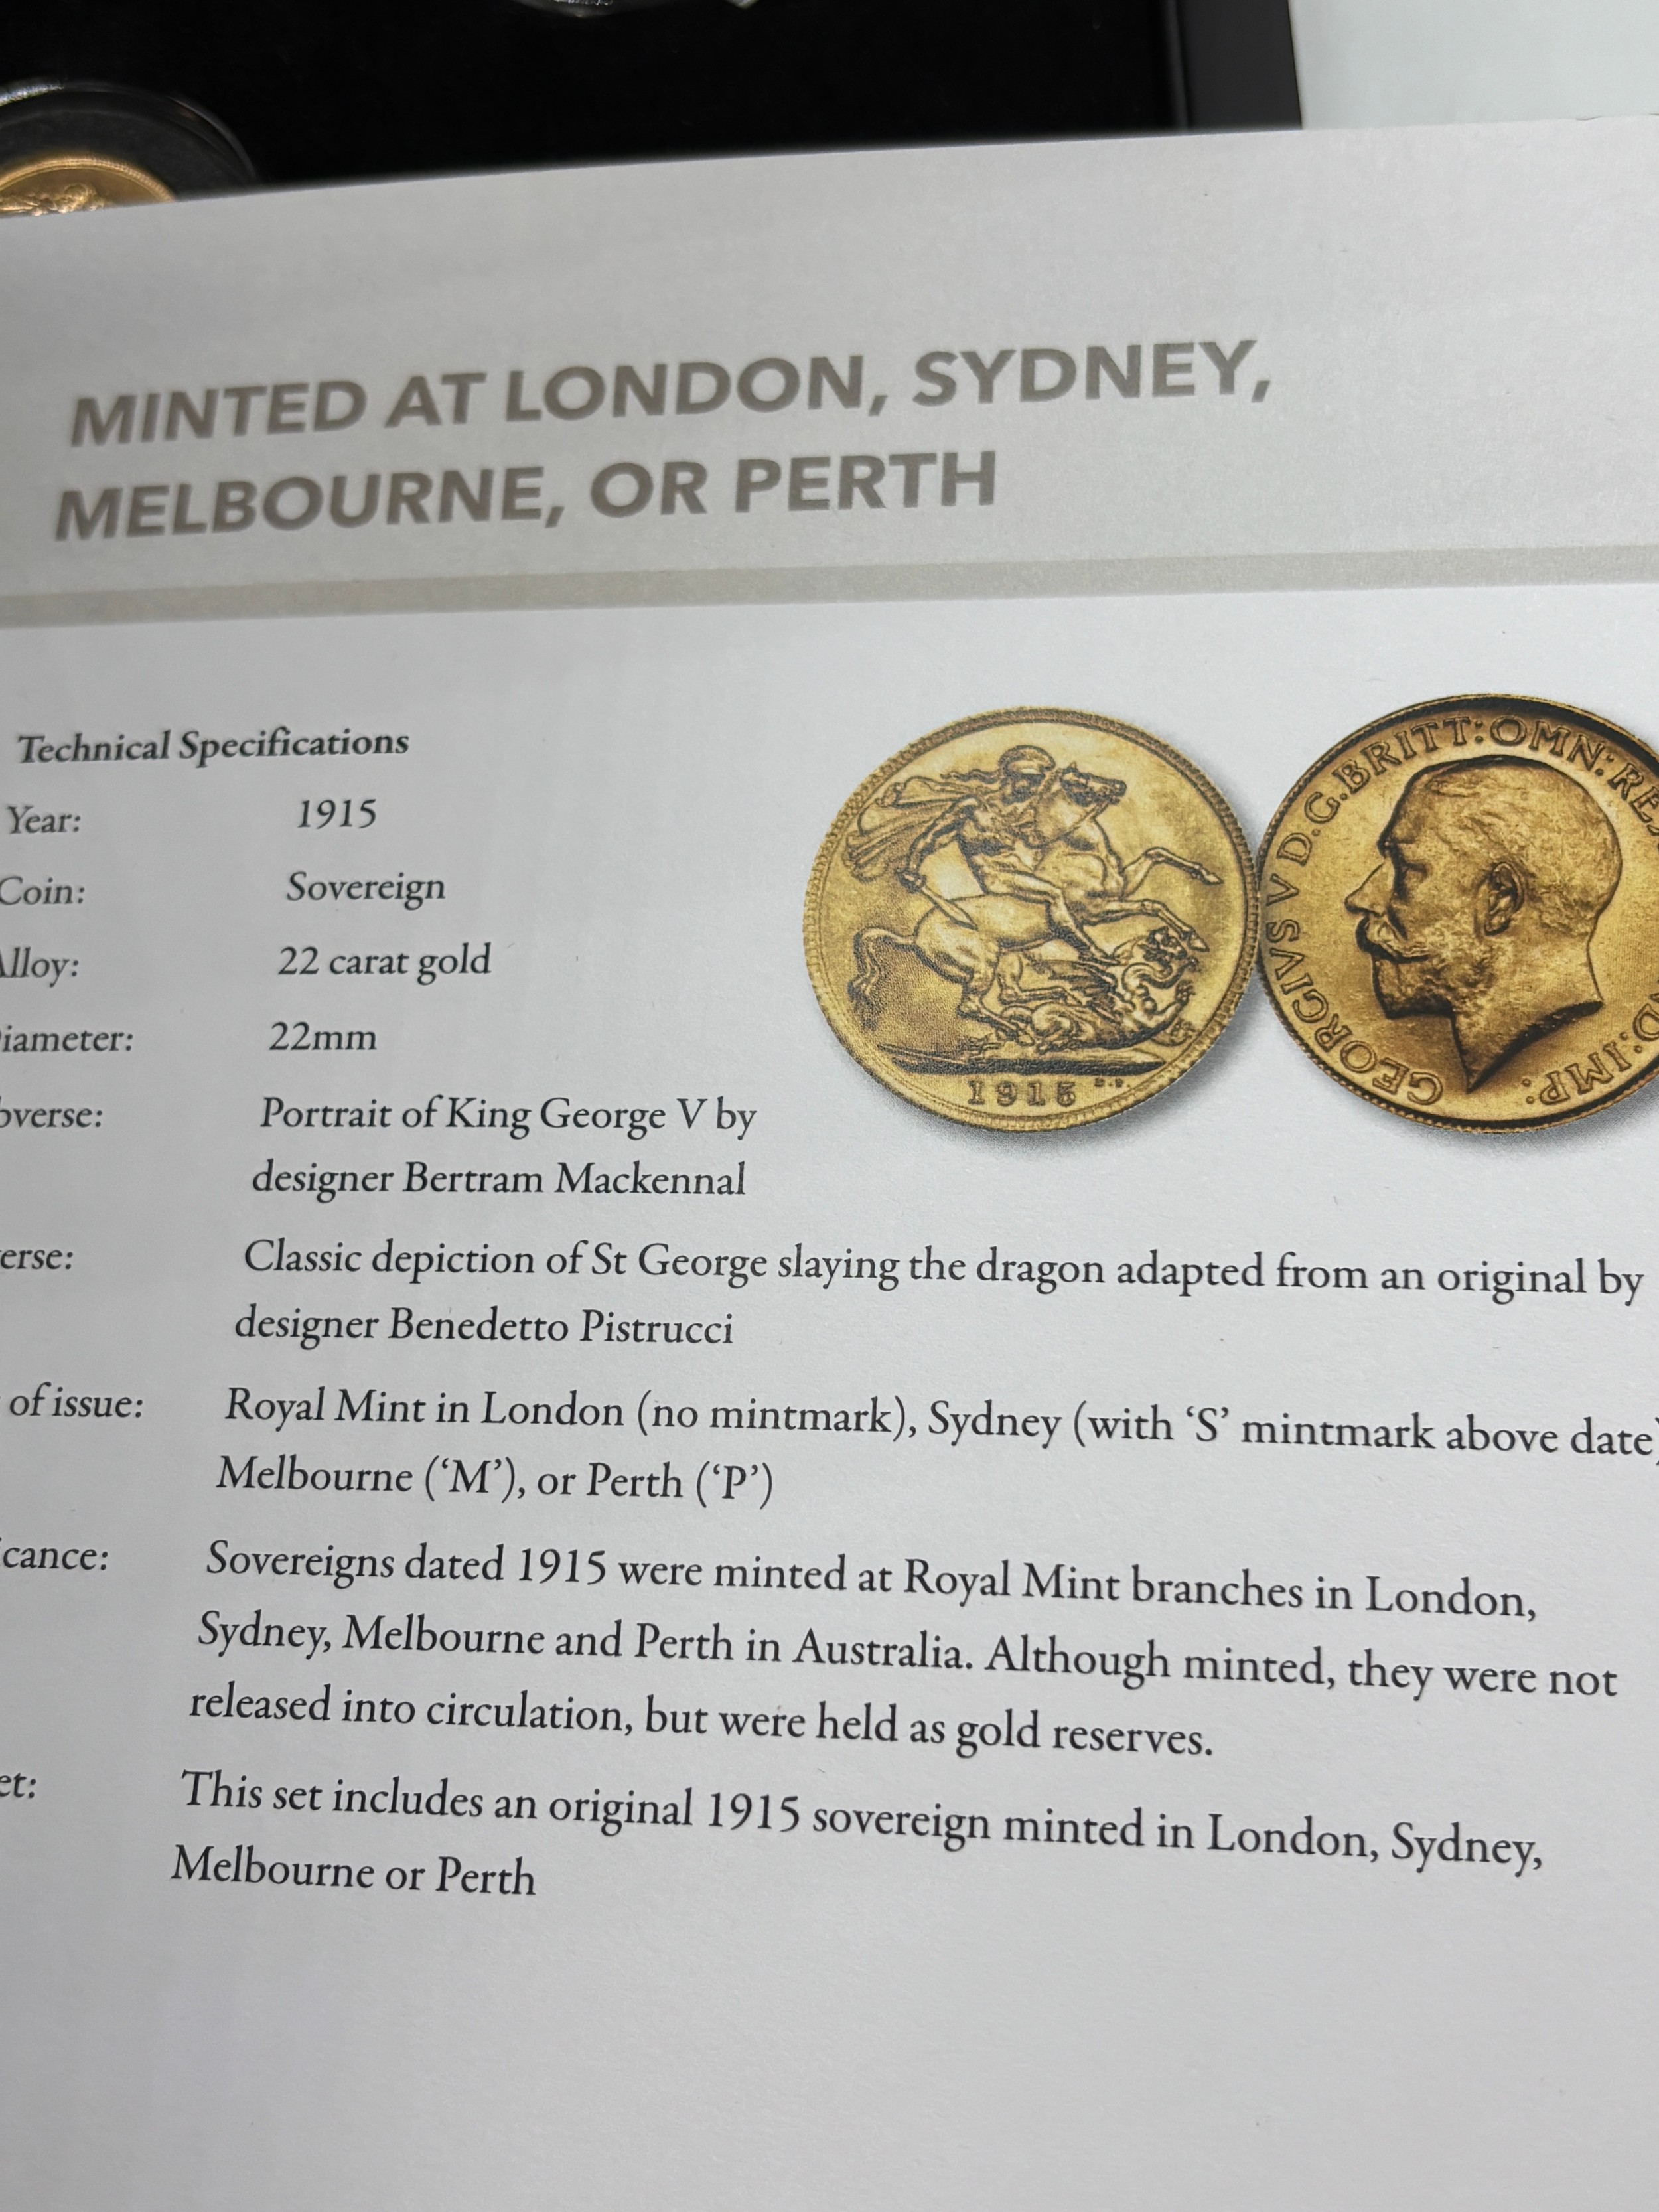 MINTED AT LONDON, SYDNEY,
MELBOURNE, OR PERTH
Technical Specifications
Year: 1915
Coin: Sovereign
Alloy: 22 carat gold
iameter: 22mm
bverse: Portrait of King George V by
designer Bertram Mackennal
erse: Classic depiction of St George slaying the dragon adapted from an original by
designer Benedetto Pistrucci
of issue: Royal Mint in London (no mintmark), Sydney (with ‘S’ mintmark above date)
Melbourne (‘M’), or Perth (‘P’)
icance: Sovereigns dated 1915 were minted at Royal Mint branches in London,
Sydney, Melbourne and Perth in Australia. Although minted, they were not
released into circulation, but were held as gold reserves.
et: This set includes an original 1915 sovereign minted in London, Sydney,
Melbourne or Perth
1915 B.P.
GEORGIVS V D.G.BRITT:OMN:RE
D:IMP: